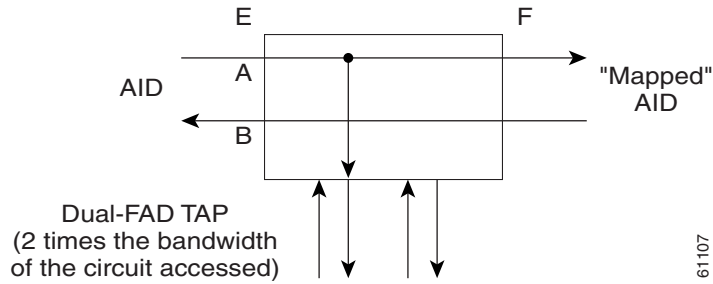 E
F
A
AID
"Mapped"
AID
B
Dual-FAD TAP
(2 times the bandwidth
of the circuit accessed)
61107